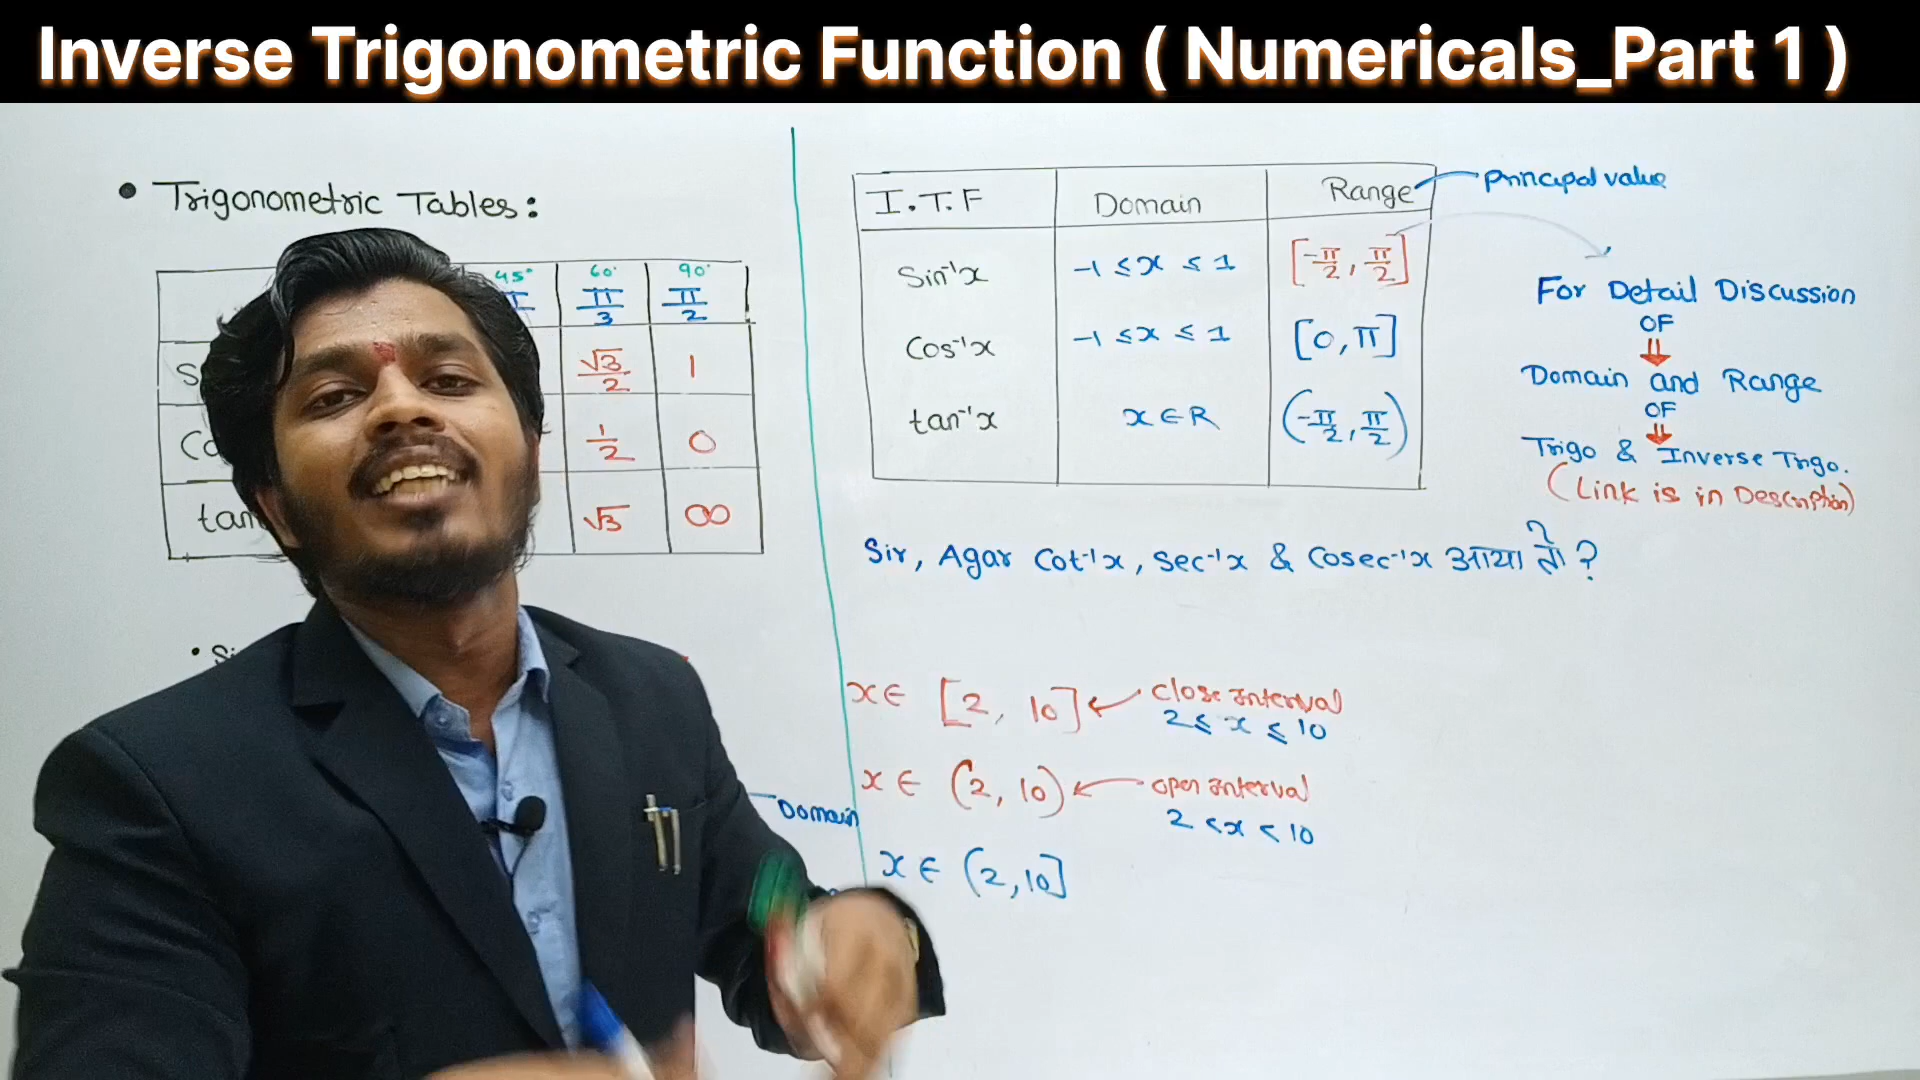 Inverse Trigonometric Function ( Numericals_Part 1 )
• Trigonometric Tables:
45° 60° 90°
π/3 π/2
√3/2 1
1/2 0
tan √3 ∞
• Si
Domain
I.T.F Domain Range
Principal value
Sin⁻¹x -1 ≤ x ≤ 1 [-π/2, π/2]
Cos⁻¹x -1 ≤ x ≤ 1 [0, π]
tan⁻¹x x ∈ R (-π/2, π/2)
For Detail Discussion
OF
⇓
Domain and Range
OF
⇓
Trigo & Inverse Trigo.
(Link is in Description)
Sir, Agar Cot⁻¹x, Sec⁻¹x & Cosec⁻¹x आया तो ?
x ∈ [2, 10] ← close interval
2 ≤ x ≤ 10
x ∈ (2, 10) ← open interval
2 < x < 10
x ∈ (2, 10]